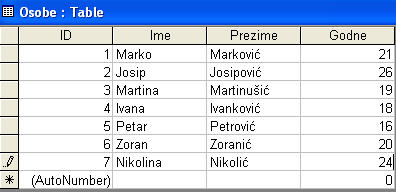 Osobe : Table
ID Ime Prezime Godne
1 Marko Marković 21
2 Josip Josipović 26
3 Martina Martinušić 19
4 Ivana Ivanković 18
5 Petar Petrović 16
6 Zoran Zoranić 20
7 Nikolina Nikolić 24
(AutoNumber) 0